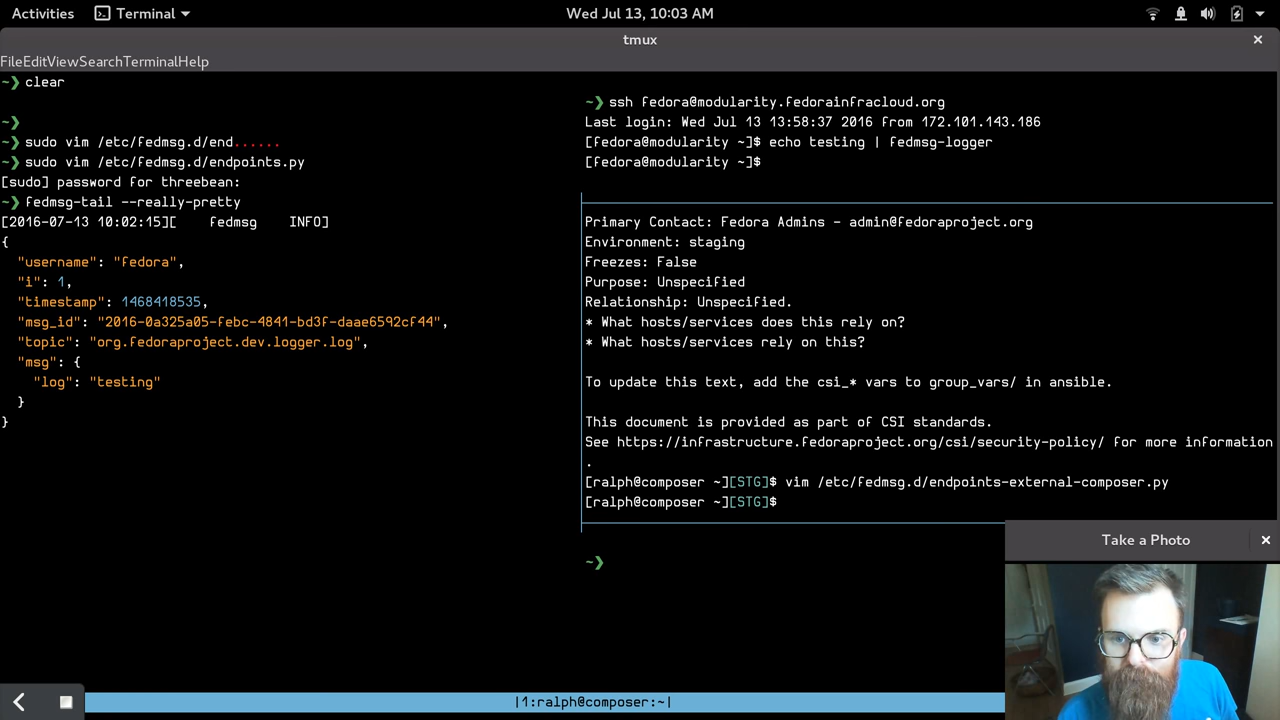 Activities Terminal Wed Jul 13, 10:03 AM
tmux
FileEditViewSearchTerminalHelp
~❯ clear
~❯
~❯ sudo vim /etc/fedmsg.d/end......
~❯ sudo vim /etc/fedmsg.d/endpoints.py
[sudo] password for threebean:
~❯ fedmsg-tail --really-pretty
[2016-07-13 10:02:15][    fedmsg    INFO]
{
  "username": "fedora",
  "i": 1,
  "timestamp": 1468418535,
  "msg_id": "2016-0a325a05-febc-4841-bd3f-daae6592cf44",
  "topic": "org.fedoraproject.dev.logger.log",
  "msg": {
    "log": "testing"
  }
}
~❯ ssh fedora@modularity.fedorainfracloud.org
Last login: Wed Jul 13 13:58:37 2016 from 172.101.143.186
[fedora@modularity ~]$ echo testing | fedmsg-logger
[fedora@modularity ~]$
Primary Contact: Fedora Admins - admin@fedoraproject.org
Environment: staging
Freezes: False
Purpose: Unspecified
Relationship: Unspecified.
* What hosts/services does this rely on?
* What hosts/services rely on this?
To update this text, add the csi_* vars to group_vars/ in ansible.
This document is provided as part of CSI standards.
See https://infrastructure.fedoraproject.org/csi/security-policy/ for more information
.
[ralph@composer ~][STG]$ vim /etc/fedmsg.d/endpoints-external-composer.py
[ralph@composer ~][STG]$
~❯
Take a Photo
|1:ralph@composer:~|